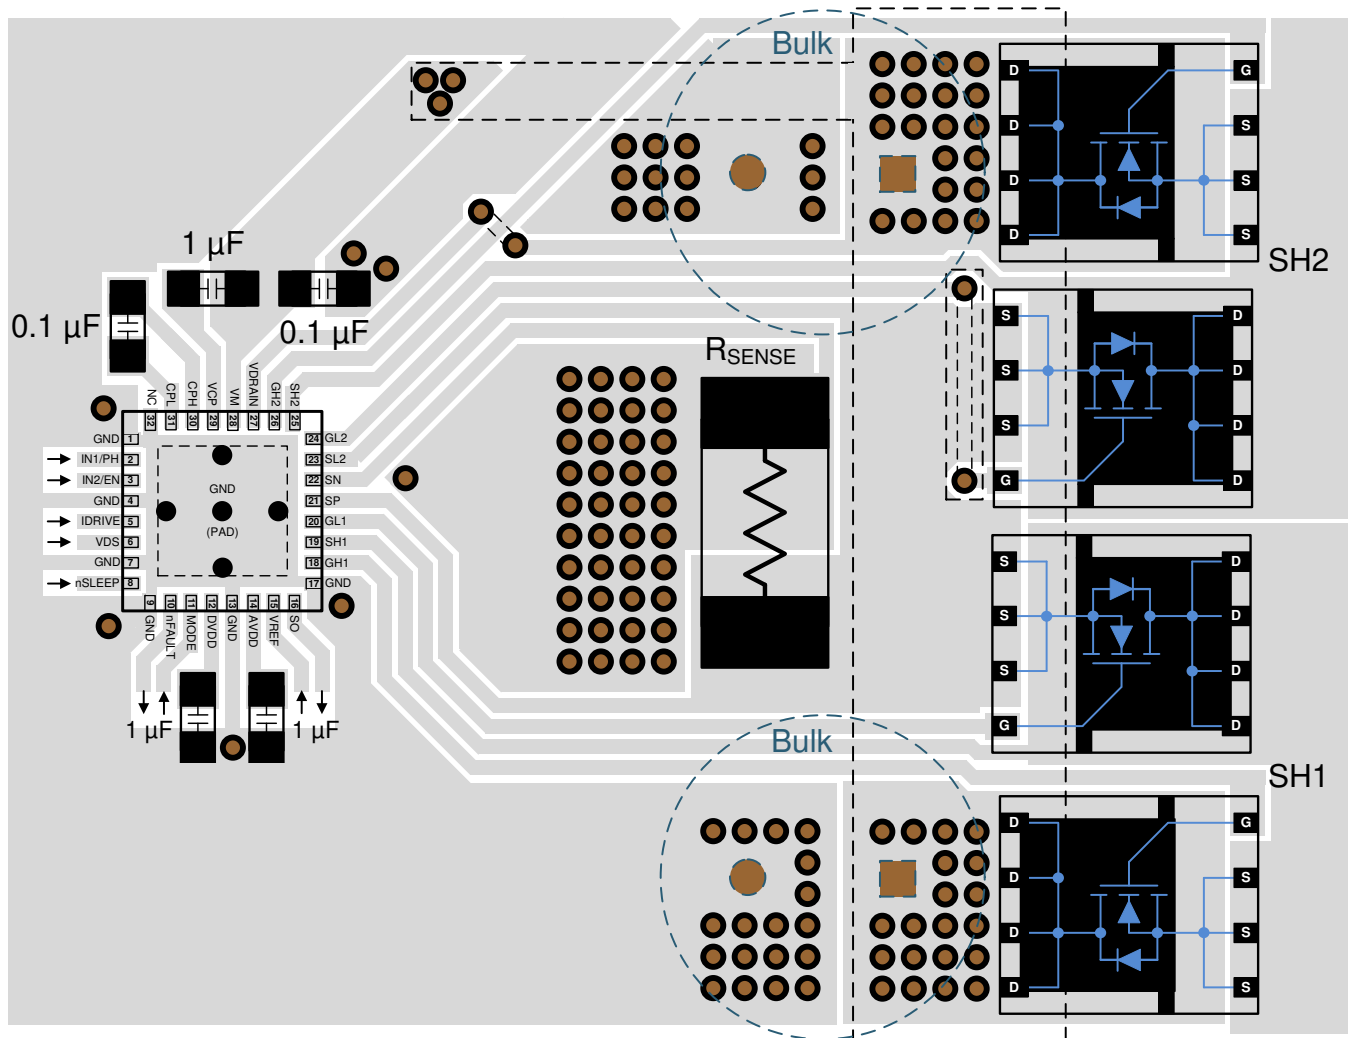 Bulk
D
G
D
S
D
S
D
S
SH2
1 µF
0.1 µF
0.1 µF
R_SENSE
S
D
S
D
S
D
G
D
NC
CPL
CPH
VCP
VM
VDRAIN
GH2
SH2
32
31
30
29
28
27
26
25
GND 1
IN1/PH 2
IN2/EN 3
GND 4
IDRIVE 5
VDS 6
GND 7
nSLEEP 8
GND
(PAD)
24 GL2
23 SL2
22 SN
21 SP
20 GL1
19 SH1
18 GH1
17 GND
9
10
11
12
13
14
15
16
GND
nFAULT
MODE
DVDD
GND
AVDD
VREF
SO
1 µF
1 µF
S
D
S
D
S
D
G
D
Bulk
SH1
D
G
D
S
D
S
D
S